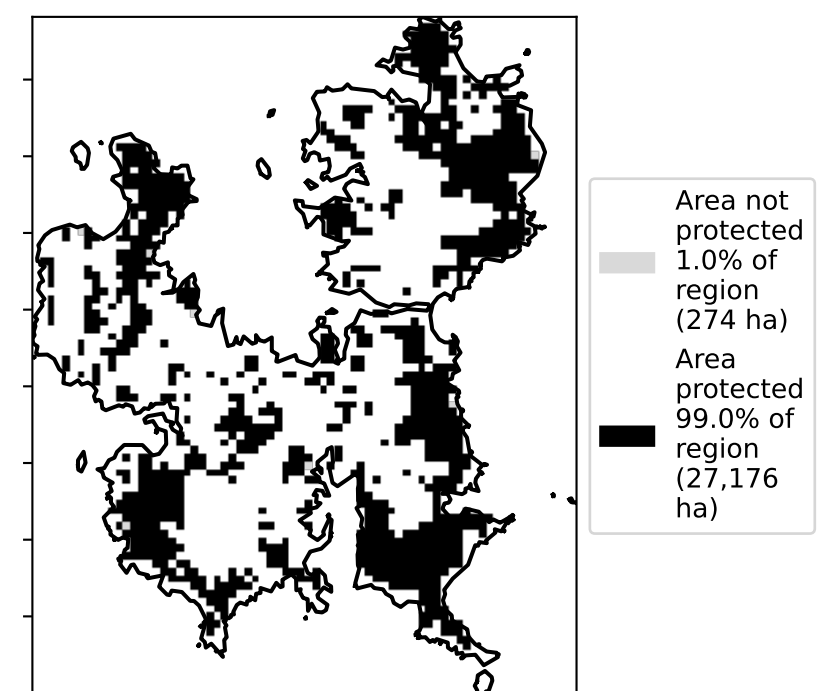 Area not
protected
1.0% of
region
(274 ha)
Area
protected
99.0% of
region
(27,176
ha)